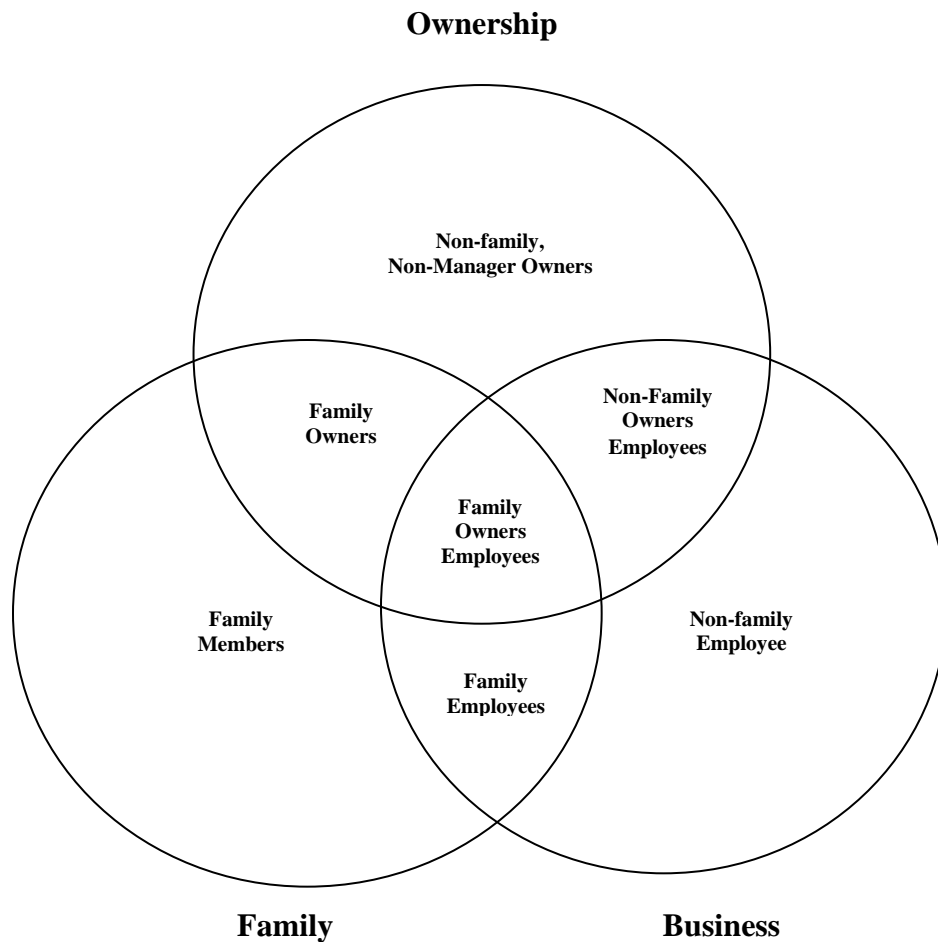 Ownership
Non-family,
Non-Manager Owners
Family
Owners
Non-Family
Owners
Employees
Family
Owners
Employees
Family
Members
Non-family
Employee
Family
Employees
Family
Business